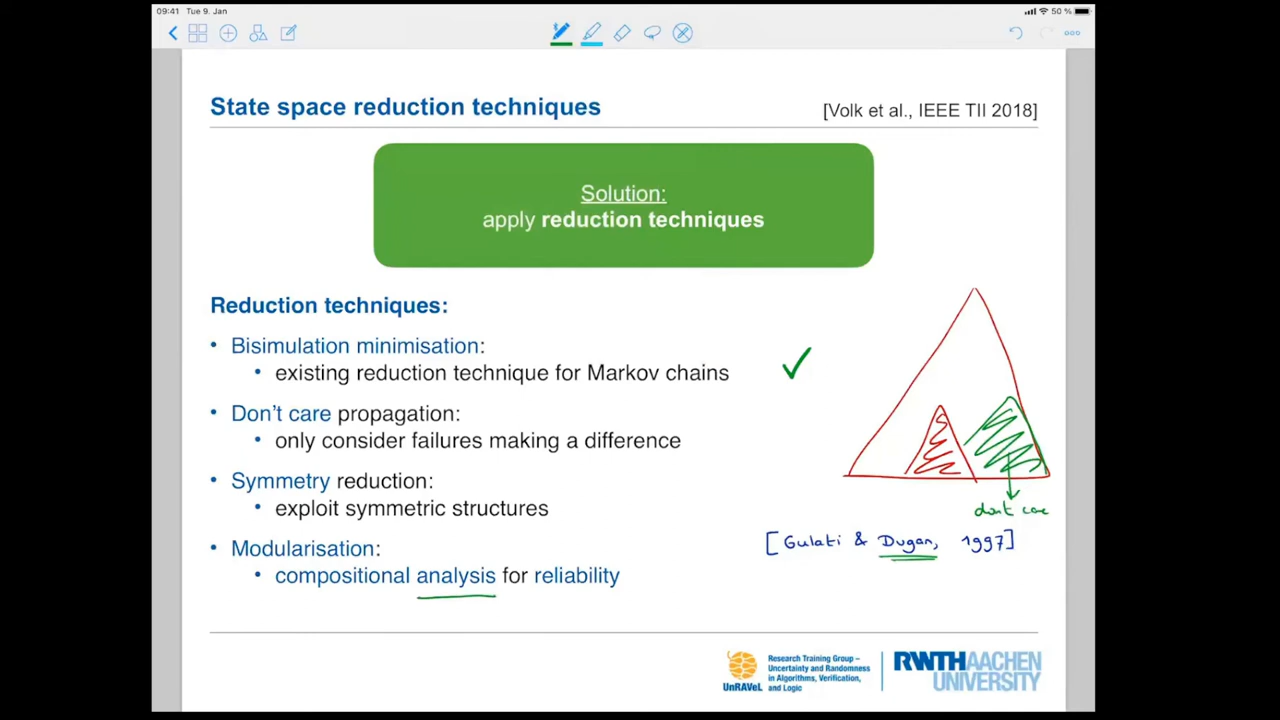 09:41 Tue 9. Jan
50 %
State space reduction techniques
[Volk et al., IEEE TII 2018]
Solution:
apply reduction techniques
Reduction techniques:
• Bisimulation minimisation:
• existing reduction technique for Markov chains
• Don't care propagation:
• only consider failures making a difference
• Symmetry reduction:
• exploit symmetric structures
don't care
[Gulati & Dugan, 1997]
• Modularisation:
• compositional analysis for reliability
UnRAVeL
Research Training Group –
Uncertainty and Randomness
in Algorithms, Verification,
and Logic
RWTH AACHEN
UNIVERSITY